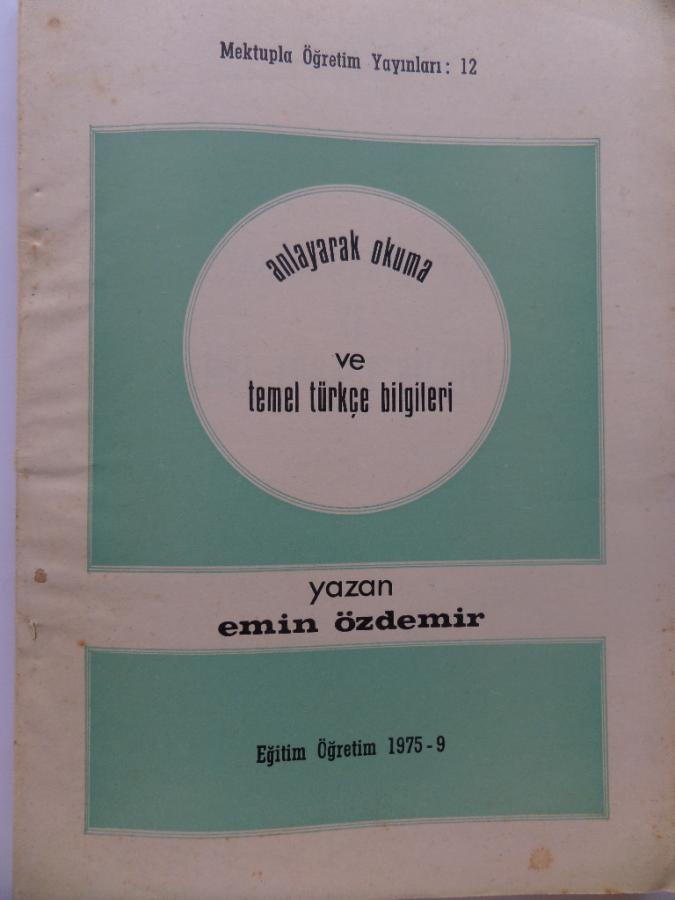 Mektupla Öğretim Yayınları: 12
anlayarak okuma
ve
temel türkçe bilgileri
yazan
emin özdemir
Eğitim Öğretim 1975-9